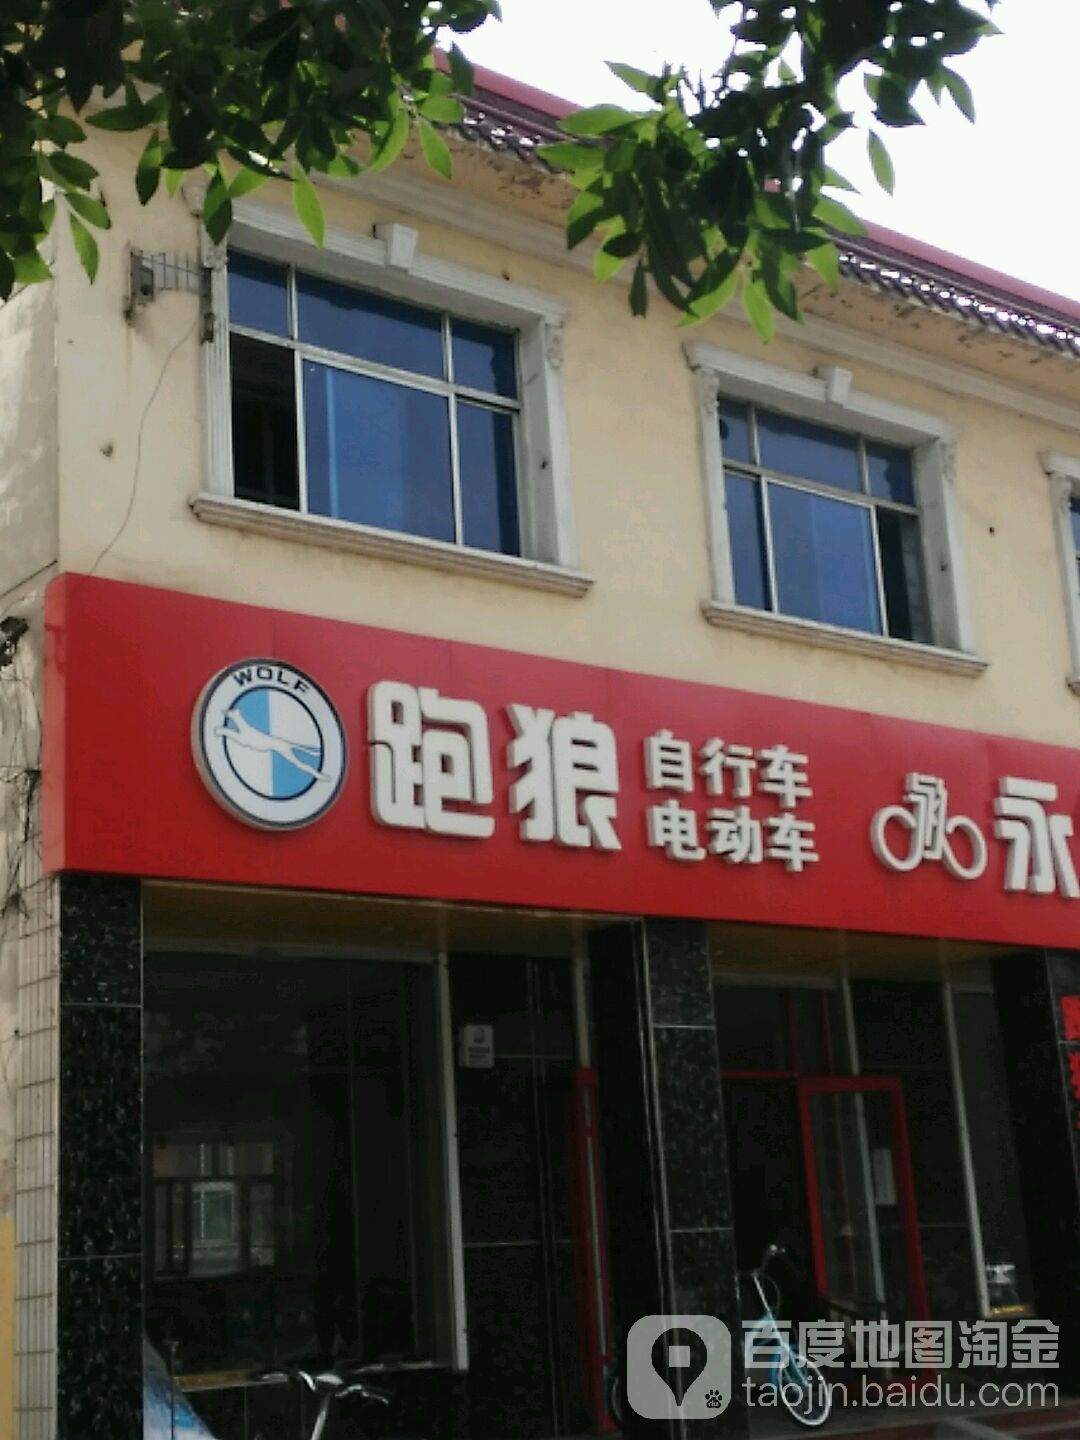 WOLF
跑狼
自行车
电动车
永
百度地图淘金
taojin.baidu.com